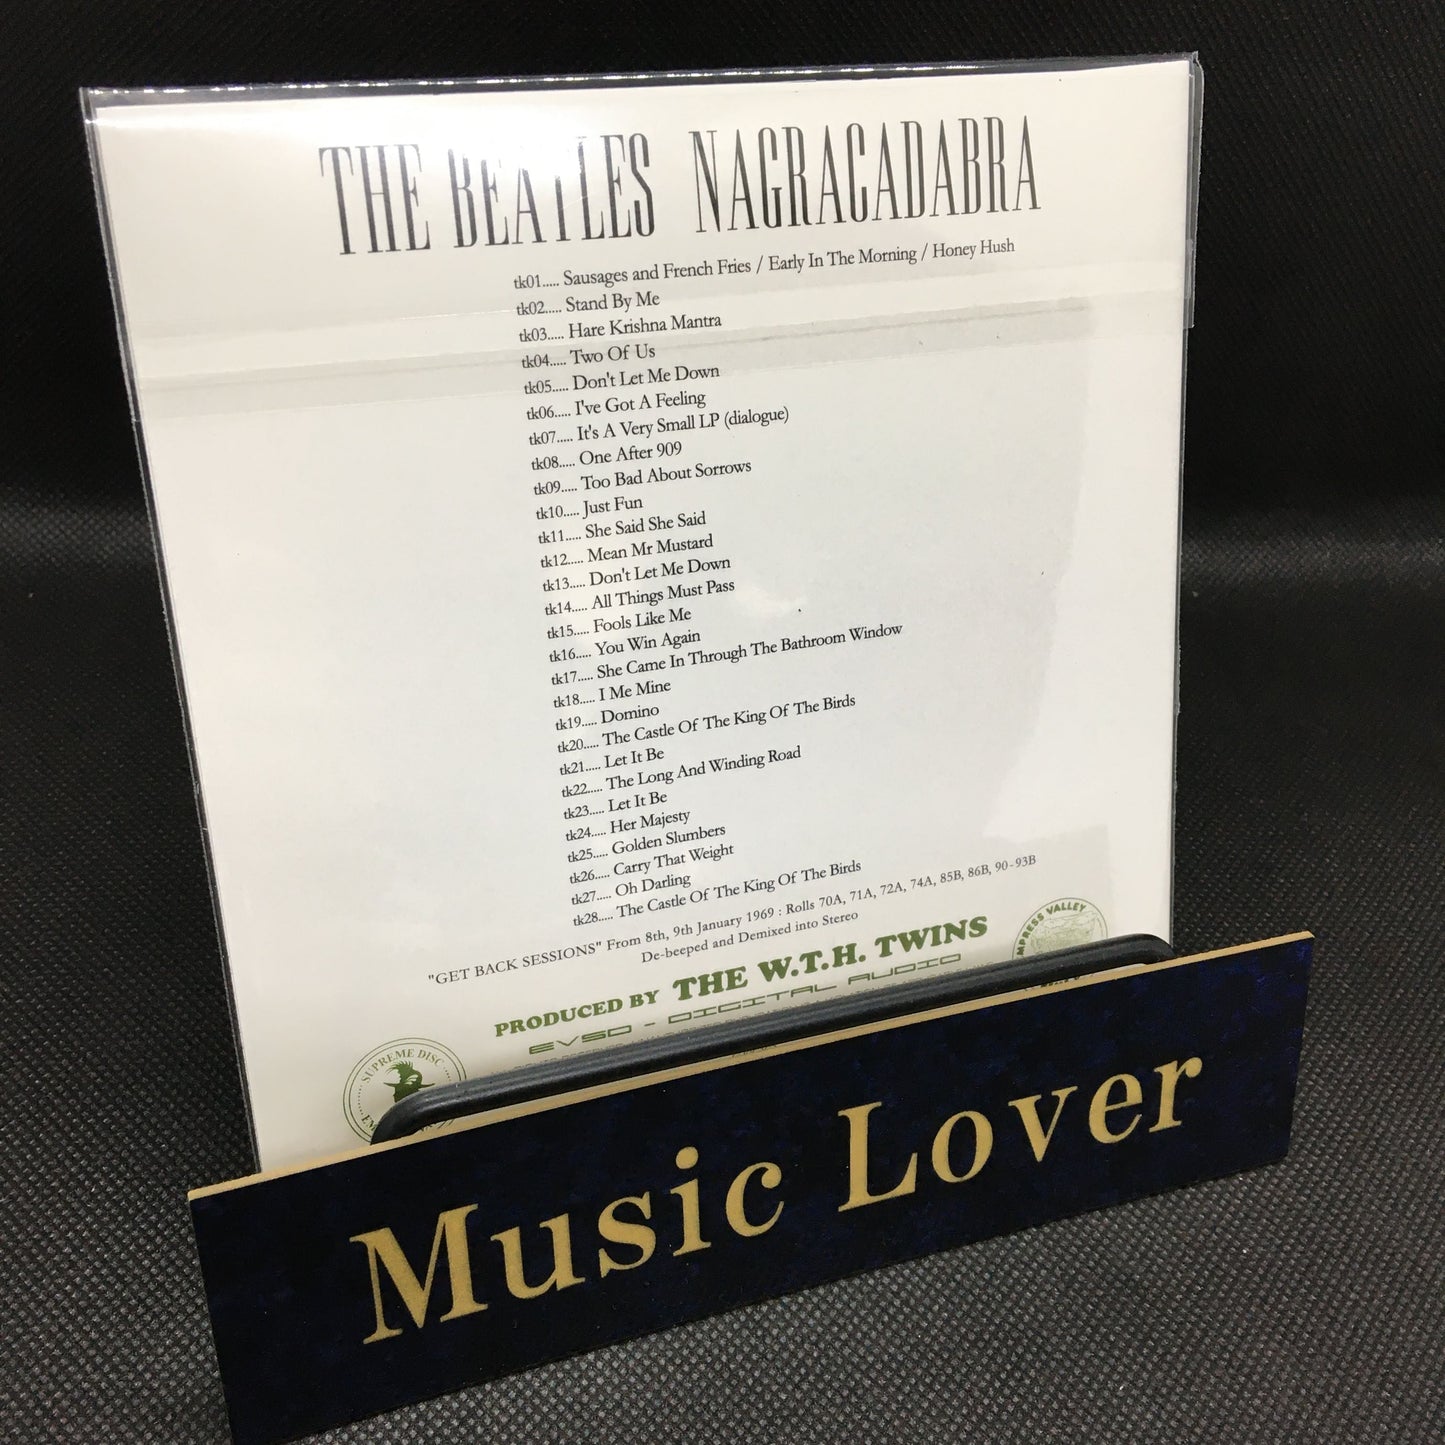 THE BEATLES NAGRACADABRA
tk01..... Sausages and French Fries / Early In The Morning / Honey Hush
tk02..... Stand By Me
tk03..... Hare Krishna Mantra
tk04..... Two Of Us
tk05..... Don't Let Me Down
tk06..... I've Got A Feeling
tk07..... It's A Very Small LP (dialogue)
tk08..... One After 909
tk09..... Too Bad About Sorrows
tk10..... Just Fun
tk11..... She Said She Said
tk12..... Mean Mr Mustard
tk13..... Don't Let Me Down
tk14..... All Things Must Pass
tk15..... Fools Like Me
tk16..... You Win Again
tk17..... She Came In Through The Bathroom Window
tk18..... I Me Mine
tk19..... Domino
tk20..... The Castle Of The King Of The Birds
tk21..... Let It Be
tk22..... The Long And Winding Road
tk23..... Let It Be
tk24..... Her Majesty
tk25..... Golden Slumbers
tk26..... Carry That Weight
tk27..... Oh Darling
tk28..... The Castle Of The King Of The Birds
"GET BACK SESSIONS" From 8th, 9th January 1969 : Rolls 70A, 71A, 72A, 74A, 85B, 86B, 90-93B
De-beeped and Demixed into Stereo
PRODUCED BY THE W.T.H. TWINS
EVSD - DIGITAL AUDIO
MPRESS VALLEY
SUPREME DISC
Music Lover